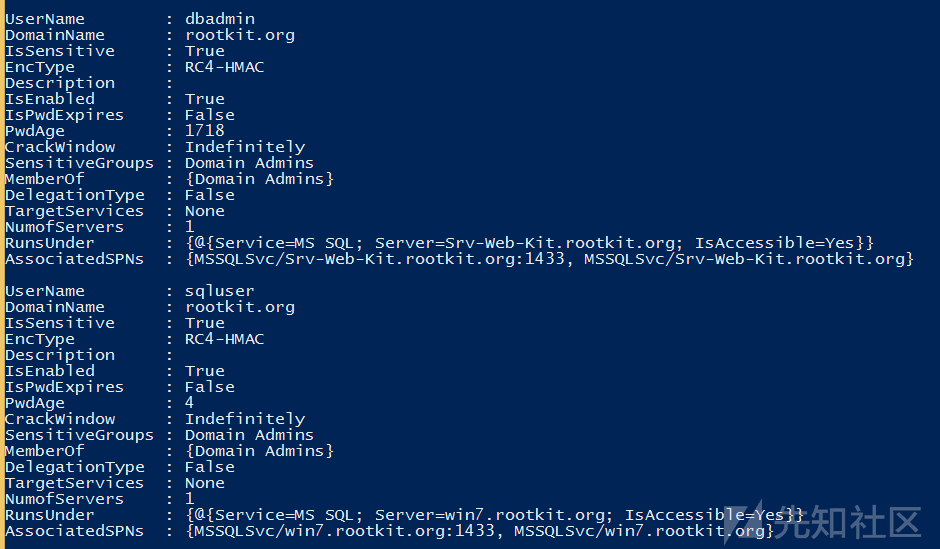 UserName         : dbadmin
DomainName       : rootkit.org
IsSensitive      : True
EncType          : RC4-HMAC
Description      :
IsEnabled        : True
IsPwdExpires     : False
PwdAge           : 1718
CrackWindow      : Indefinitely
SensitiveGroups  : Domain Admins
MemberOf         : {Domain Admins}
DelegationType   : False
TargetServices   : None
NumofServers     : 1
RunsUnder        : {@{Service=MS SQL; Server=Srv-Web-Kit.rootkit.org; IsAccessible=Yes}}
AssociatedSPNs   : {MSSQLSvc/Srv-Web-Kit.rootkit.org:1433, MSSQLSvc/Srv-Web-Kit.rootkit.org}

UserName         : sqluser
DomainName       : rootkit.org
IsSensitive      : True
EncType          : RC4-HMAC
Description      :
IsEnabled        : True
IsPwdExpires     : False
PwdAge           : 4
CrackWindow      : Indefinitely
SensitiveGroups  : Domain Admins
MemberOf         : {Domain Admins}
DelegationType   : False
TargetServices   : None
NumofServers     : 1
RunsUnder        : {@{Service=MS SQL; Server=win7.rootkit.org; IsAccessible=Yes}}
AssociatedSPNs   : {MSSQLSvc/win7.rootkit.org:1433, MSSQLSvc/win7.rootkit.org}
先知社区